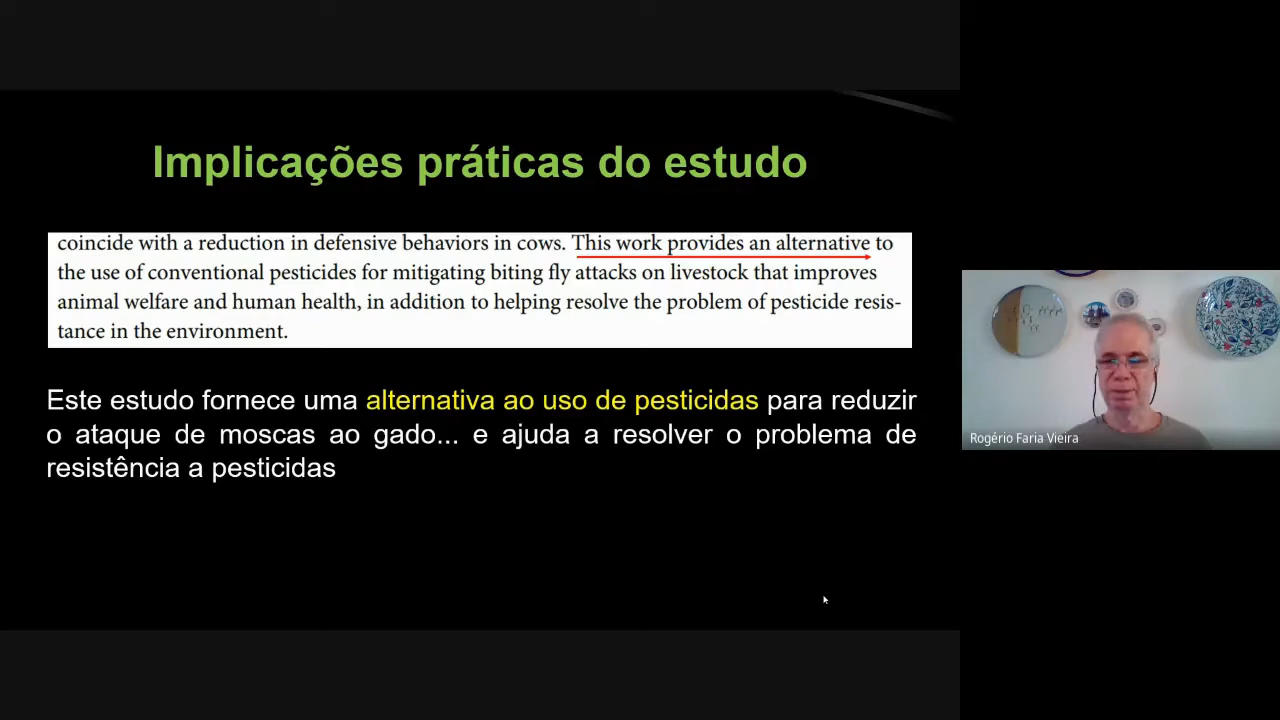 Implicações práticas do estudo
coincide with a reduction in defensive behaviors in cows. This work provides an alternative to
the use of conventional pesticides for mitigating biting fly attacks on livestock that improves
animal welfare and human health, in addition to helping resolve the problem of pesticide resis-
tance in the environment.
Este estudo fornece uma alternativa ao uso de pesticidas para reduzir
o ataque de moscas ao gado... e ajuda a resolver o problema de
resistência a pesticidas
Rogério Faria Vieira